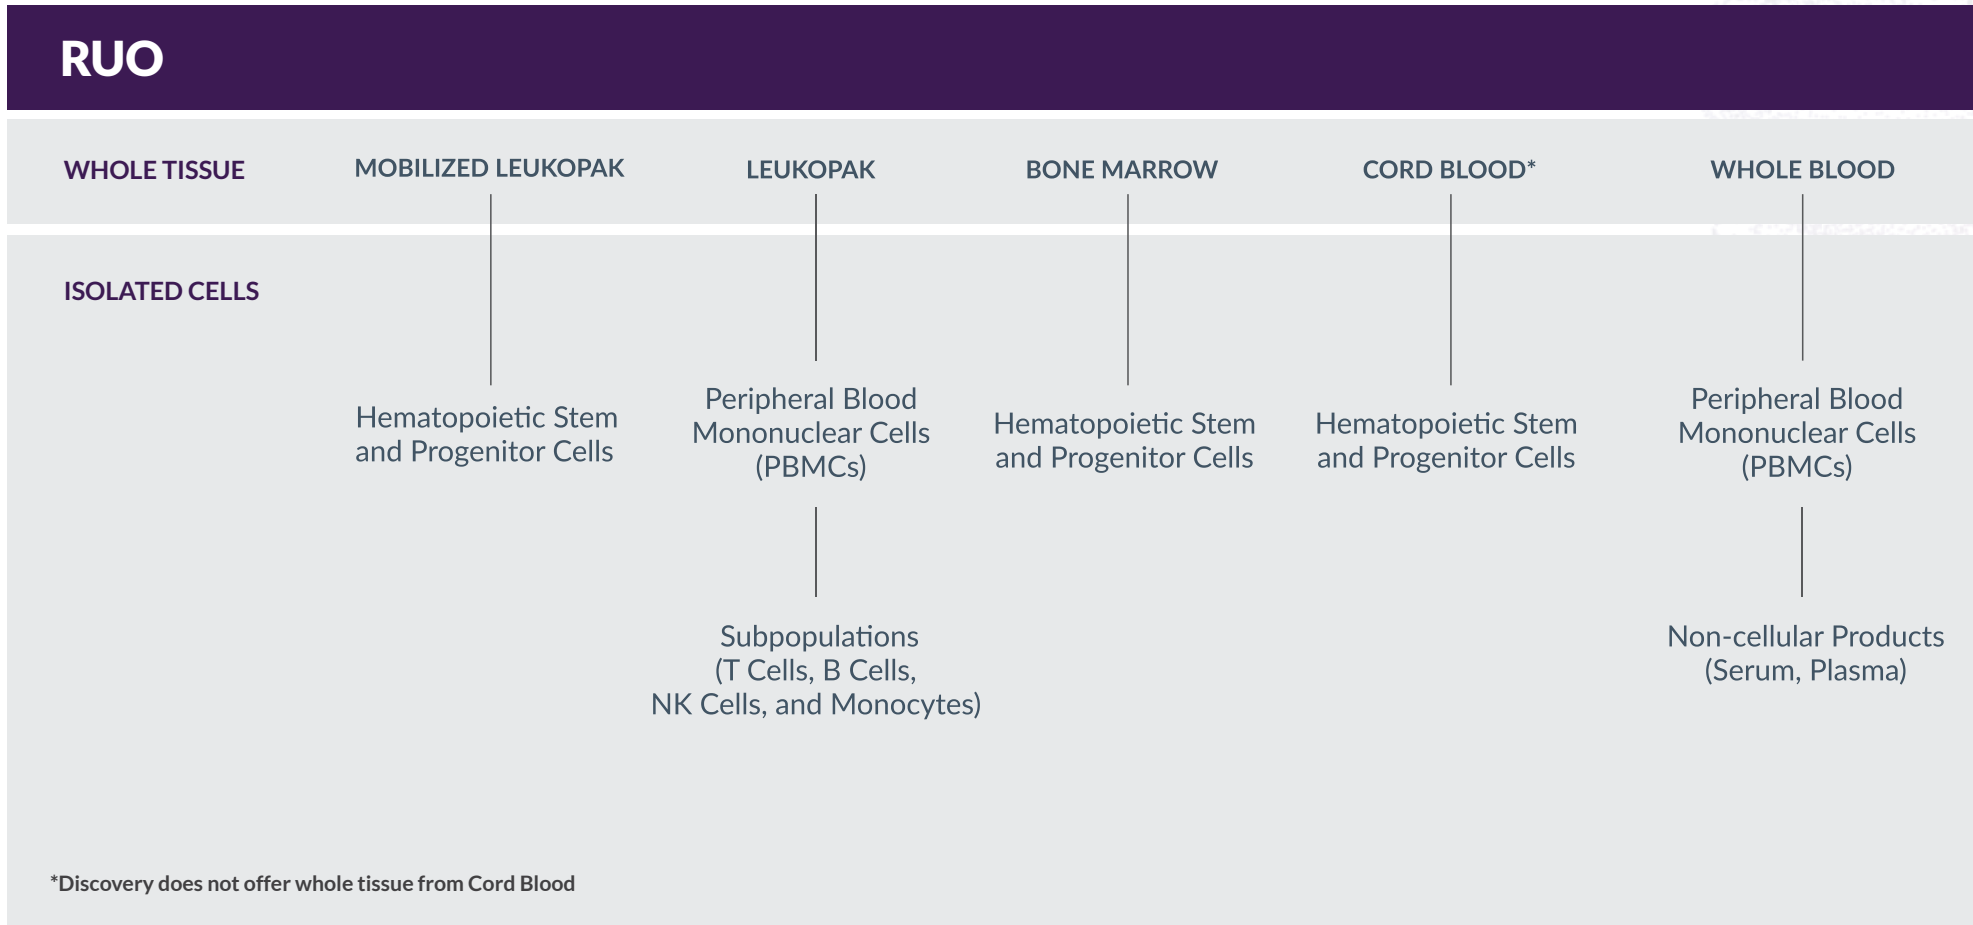 RUO
WHOLE TISSUE
MOBILIZED LEUKOPAK
LEUKOPAK
BONE MARROW
CORD BLOOD*
WHOLE BLOOD
ISOLATED CELLS
Hematopoietic Stem
and Progenitor Cells
Peripheral Blood
Mononuclear Cells
(PBMCs)
Hematopoietic Stem
and Progenitor Cells
Hematopoietic Stem
and Progenitor Cells
Peripheral Blood
Mononuclear Cells
(PBMCs)
Subpopulations
(T Cells, B Cells,
NK Cells, and Monocytes)
Non-cellular Products
(Serum, Plasma)
*Discovery does not offer whole tissue from Cord Blood